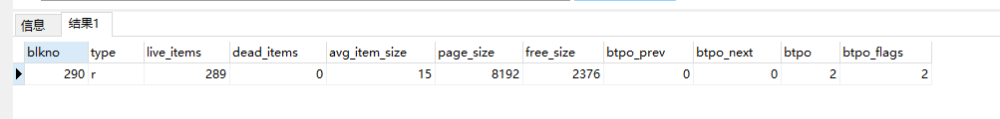 信息 结果1
blkno type live_items dead_items avg_item_size page_size free_size btpo_prev btpo_next btpo btpo_flags
290 r 289 0 15 8192 2376 0 0 2 2